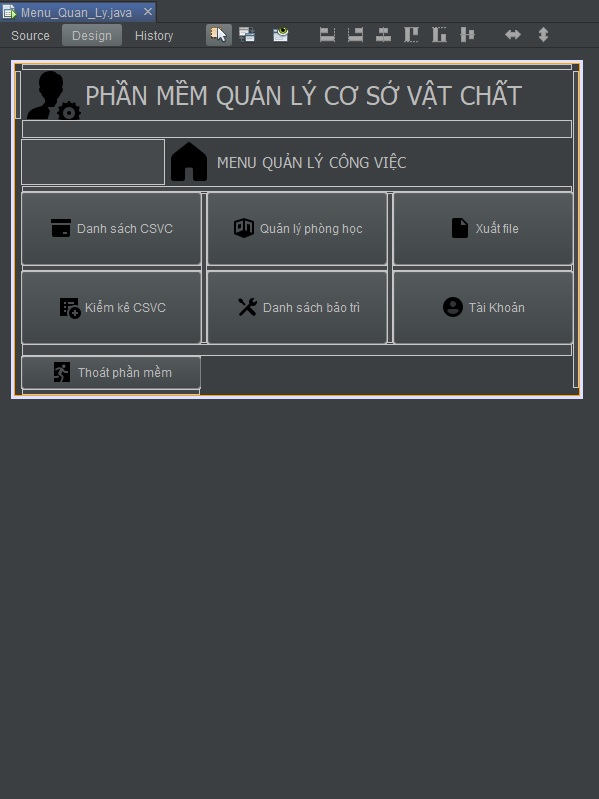 Menu_Quan_Ly.java
Source Design History
PHẦN MỀM QUẢN LÝ CƠ SỞ VẬT CHẤT
MENU QUẢN LÝ CÔNG VIỆC
Danh sách CSVC
Quản lý phòng học
Xuất file
Kiểm kê CSVC
Danh sách bảo trì
Tài Khoản
Thoát phần mềm